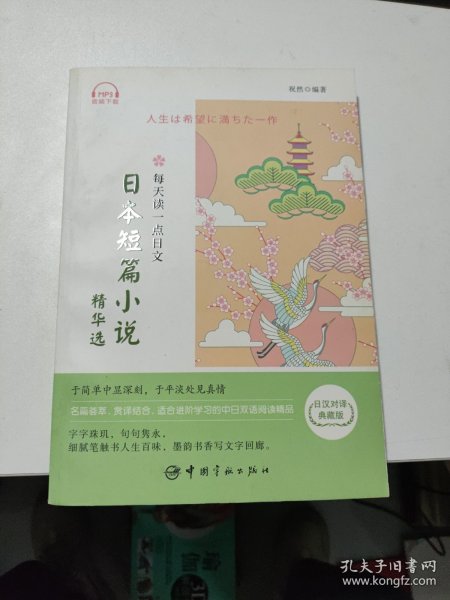 MP3
音频下载
祝然◎编著
人生は希望に満ちた一作
每天读一点日文
日本短篇小说
精华选
于简单中显深刻，于平淡处见真情
名篇荟萃，赏译结合，适合进阶学习的中日双语阅读精品
日汉对译
典藏版
字字珠玑，句句隽永，
细腻笔触书人生百味，墨韵书香写文字回廊。
中国宇航出版社
孔夫子旧书网
www.kongfz.com